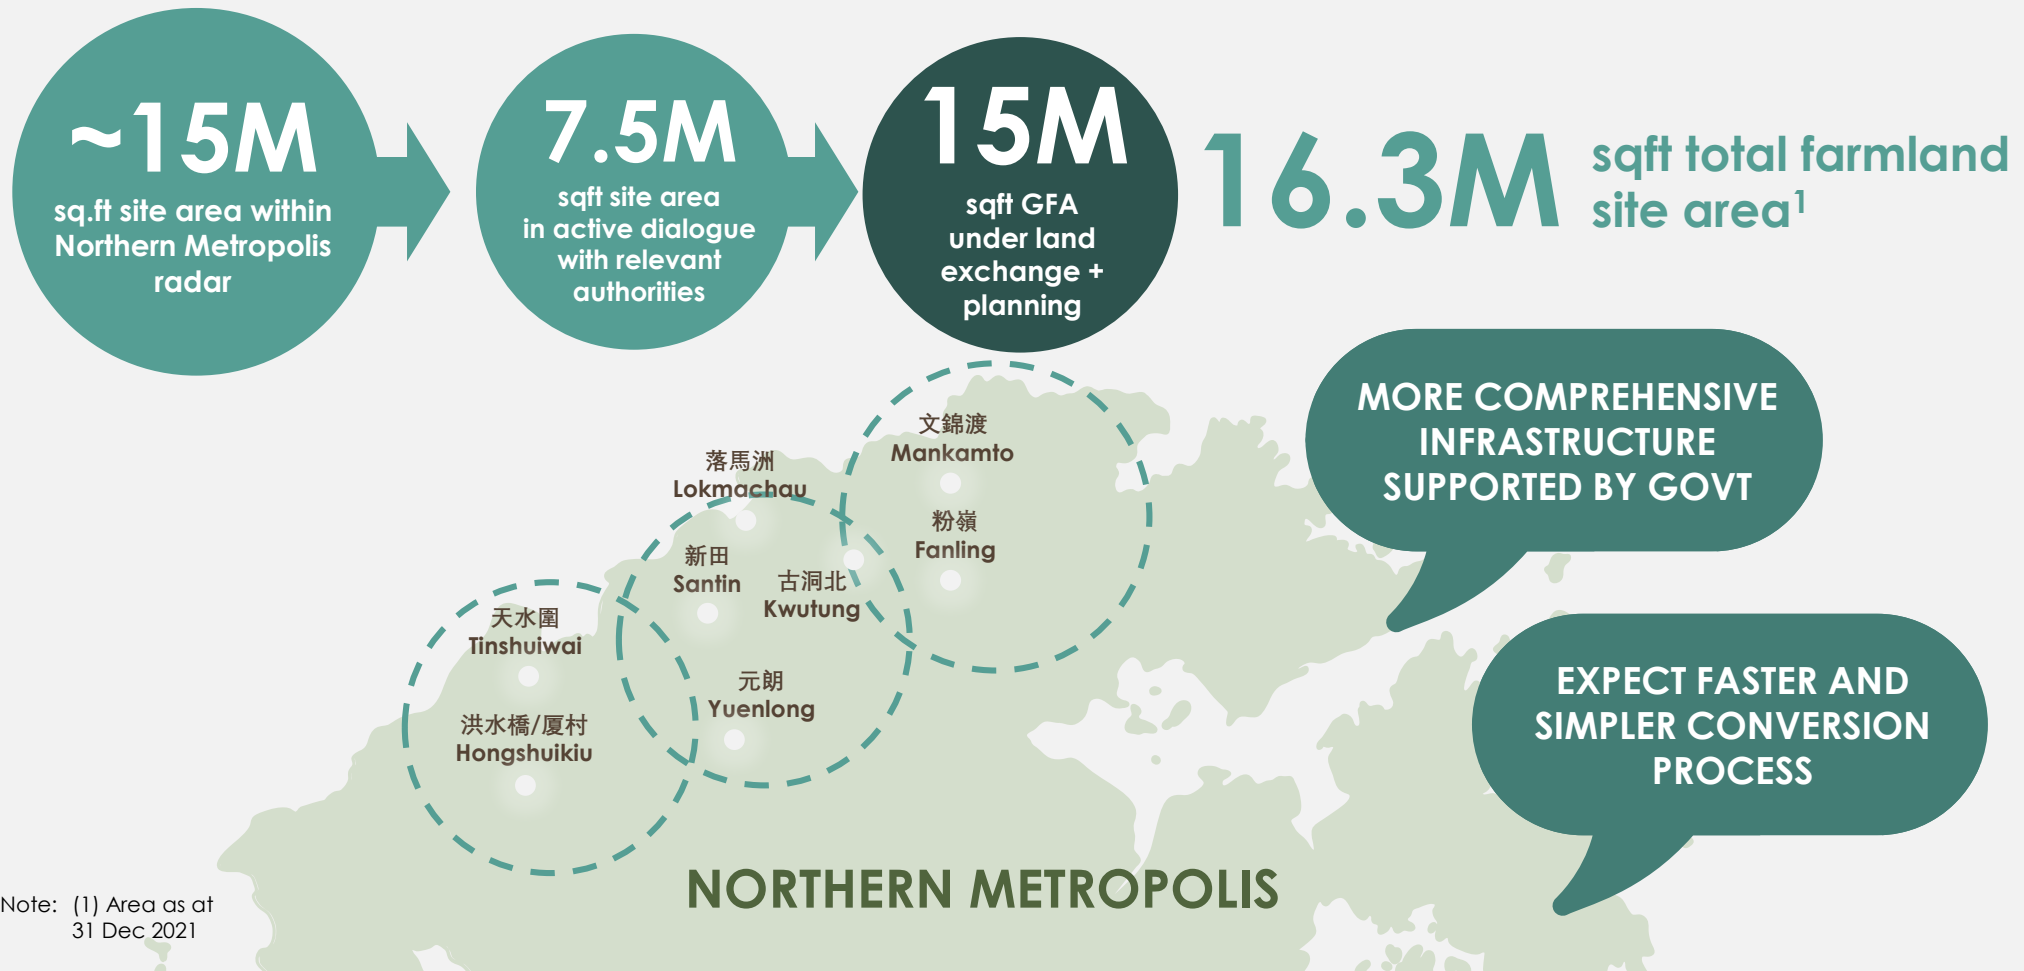 ~15M
sq.ft site area within
Northern Metropolis
radar
7.5M
sqft site area
in active dialogue
with relevant
authorities
15M
sqft GFA
under land
exchange +
planning
16.3M
sqft total farmland
site area¹
MORE COMPREHENSIVE
INFRASTRUCTURE
SUPPORTED BY GOVT
文錦渡
Mankamto
落馬洲
Lokmachau
粉嶺
Fanling
新田
Santin
古洞北
Kwutung
天水圍
Tinshuiwai
元朗
Yuenlong
洪水橋/厦村
Hongshuikiu
EXPECT FASTER AND
SIMPLER CONVERSION
PROCESS
NORTHERN METROPOLIS
Note: (1) Area as at
31 Dec 2021